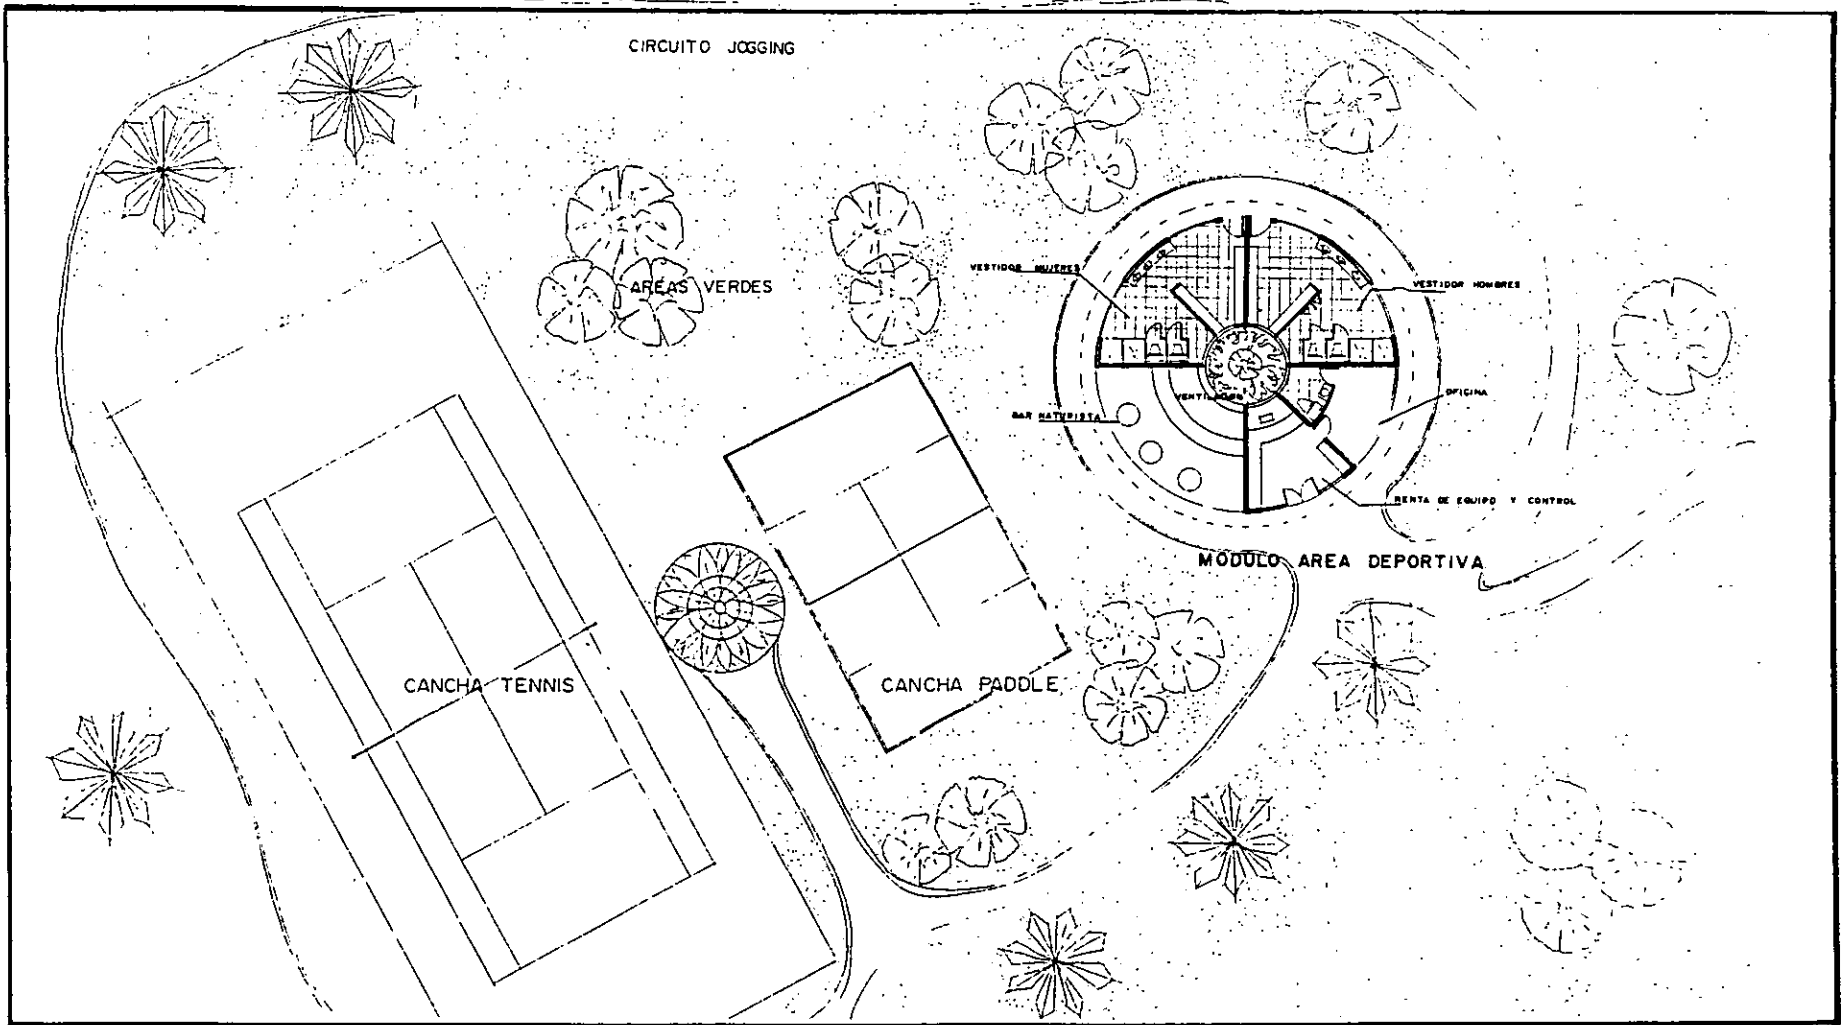 CIRCUITO JOGGING
VESTIDOR MUJERES
AREAS VERDES
VESTIDOR HOMBRES
OFICINA
BAR NATURISTA
RENTA DE EQUIPO Y CONTROL
MODULO AREA DEPORTIVA
CANCHA TENNIS
CANCHA PADDLE